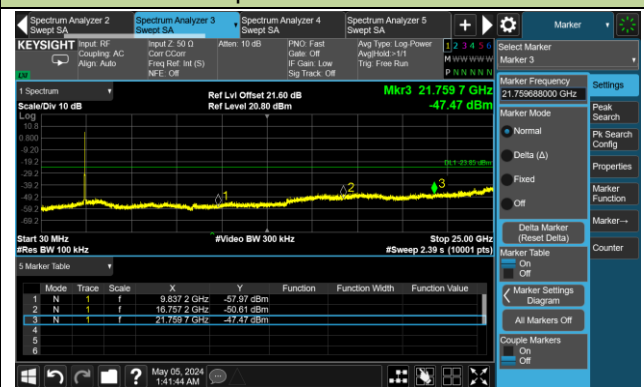 Spectrum Analyzer 2
Swept SA
Spectrum Analyzer 3
Swept SA
Spectrum Analyzer 4
Swept SA
Spectrum Analyzer 5
Swept SA
+
Marker
KEYSIGHT
Input: RF
Coupling: AC
Align: Auto
Input Z: 50 Ω
Corr CCorr
Freq Ref: Int (S)
NFE: Off
Atten: 10 dB
PNO: Fast
Gate: Off
IF Gain: Low
Sig Track: Off
Avg Type: Log-Power
Avg|Hold:>1/1
Trig: Free Run
1 2 3 4 5 6
M W W W W W
P N N N N N
LXI
Select Marker
Marker 3
1 Spectrum
Scale/Div 10 dB
Ref Lvl Offset 21.60 dB
Ref Level 20.80 dBm
Mkr3 21.759 7 GHz
-47.47 dBm
Log
10.8
0.800
-9.20
-19.2
-29.2
-39.2
-49.2
-59.2
-69.2
DL1 -23.85 dBm
1
2
3
Start 30 MHz
#Res BW 100 kHz
#Video BW 300 kHz
Stop 25.00 GHz
#Sweep 2.39 s (10001 pts)
5 Marker Table
Mode Trace Scale X Y Function Function Width Function Value
1 N 1 f 9.837 2 GHz -57.97 dBm
2 N 1 f 16.757 2 GHz -50.61 dBm
3 N 1 f 21.759 7 GHz -47.47 dBm
4
5
6
Marker Frequency
21.759688000 GHz
Marker Mode
Normal
Delta (Δ)
Fixed
Off
Delta Marker
(Reset Delta)
Marker Table
On
Off
Marker Settings
Diagram
All Markers Off
Couple Markers
On
Off
Settings
Peak
Search
Pk Search
Config
Properties
Marker
Function
Marker→
Counter
?
May 05, 2024
1:41:44 AM